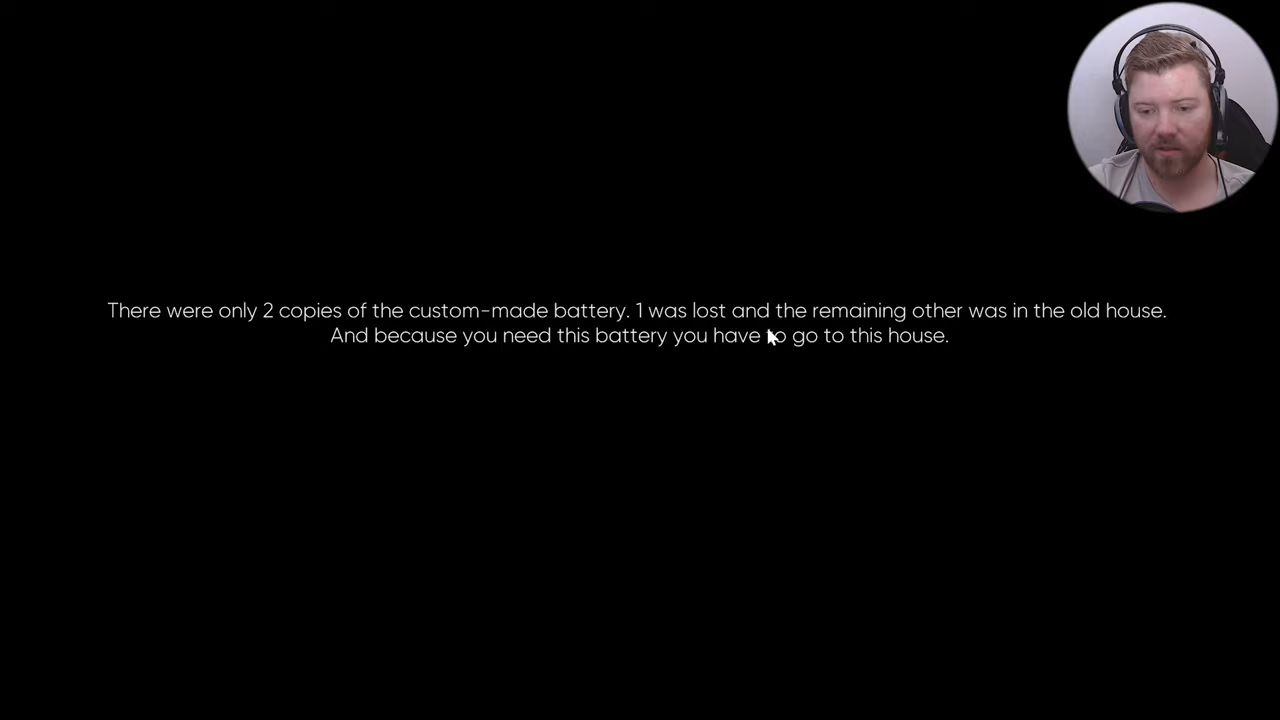 There were only 2 copies of the custom-made battery. 1 was lost and the remaining other was in the old house.
And because you need this battery you have to go to this house.